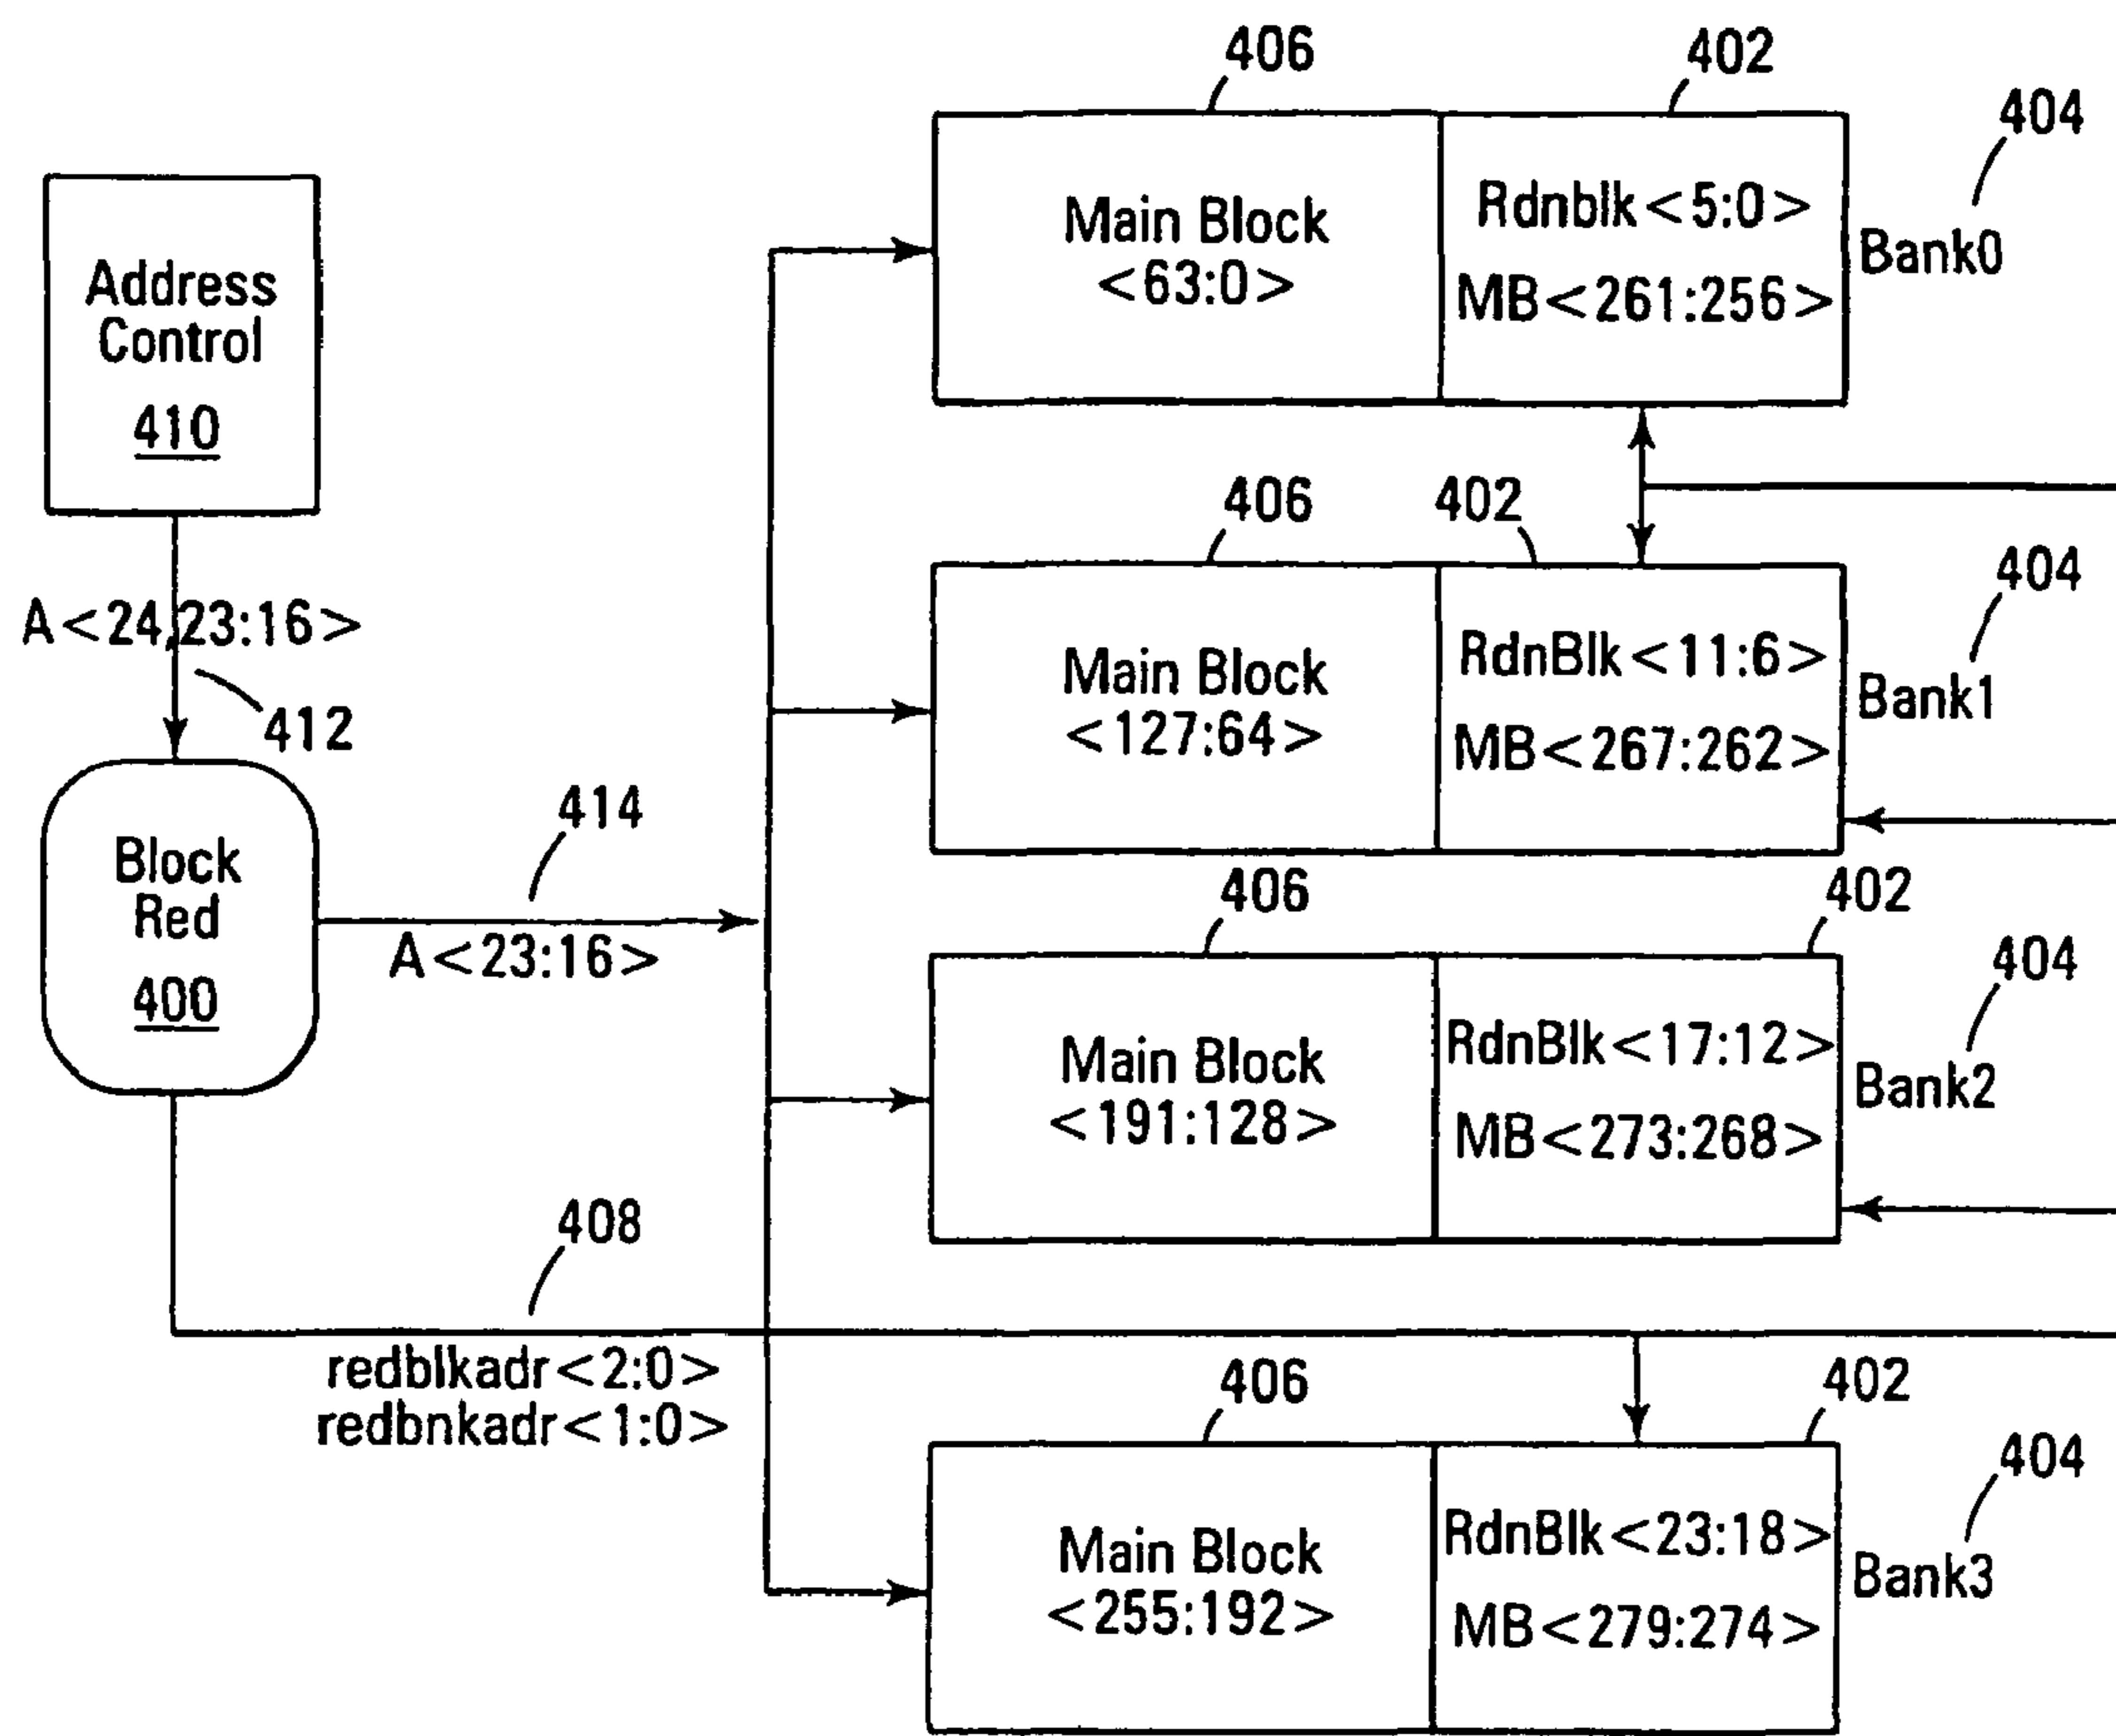 406
402
404
Main Block
<63:0>
Rdnblk<5:0>
MB<261:256>
Bank0
Address
Control
410
A<24,23:16>
412
406
402
404
Main Block
<127:64>
RdnBlk<11:6>
MB<267:262>
Bank1
Block
Red
400
414
A<23:16>
406
402
404
Main Block
<191:128>
RdnBlk<17:12>
MB<273:268>
Bank2
408
redblkadr<2:0>
redbnkadr<1:0>
406
402
404
Main Block
<255:192>
RdnBlk<23:18>
MB<279:274>
Bank3